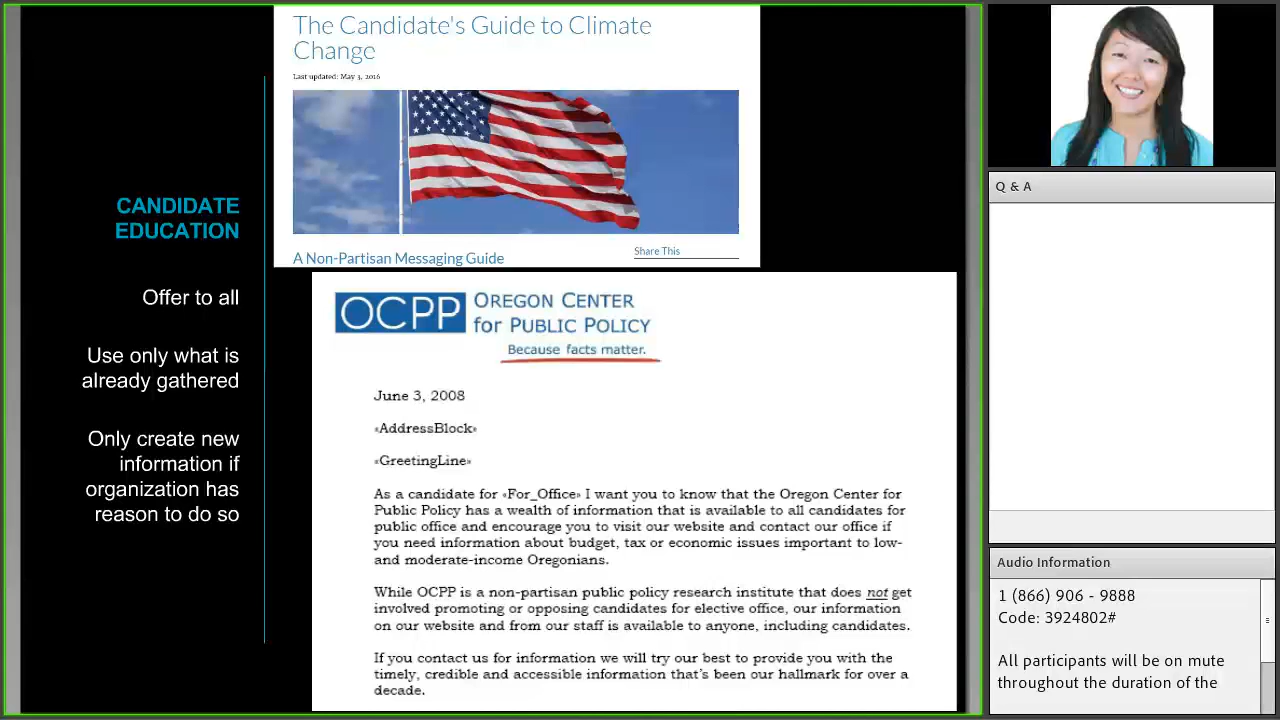 The Candidate's Guide to Climate
Change
Last updated: May 3, 2016
A Non-Partisan Messaging Guide
Share This
CANDIDATE
EDUCATION
Offer to all
Use only what is
already gathered
Only create new
information if
organization has
reason to do so
OCPP
OREGON CENTER
for PUBLIC POLICY
Because facts matter.
June 3, 2008
«AddressBlock»
«GreetingLine»
As a candidate for «For_Office» I want you to know that the Oregon Center for
Public Policy has a wealth of information that is available to all candidates for
public office and encourage you to visit our website and contact our office if
you need information about budget, tax or economic issues important to low-
and moderate-income Oregonians.
While OCPP is a non-partisan public policy research institute that does not get
involved promoting or opposing candidates for elective office, our information
on our website and from our staff is available to anyone, including candidates.
If you contact us for information we will try our best to provide you with the
timely, credible and accessible information that's been our hallmark for over a
decade.
Q & A
Audio Information
1 (866) 906 - 9888
Code: 3924802#
All participants will be on mute
throughout the duration of the